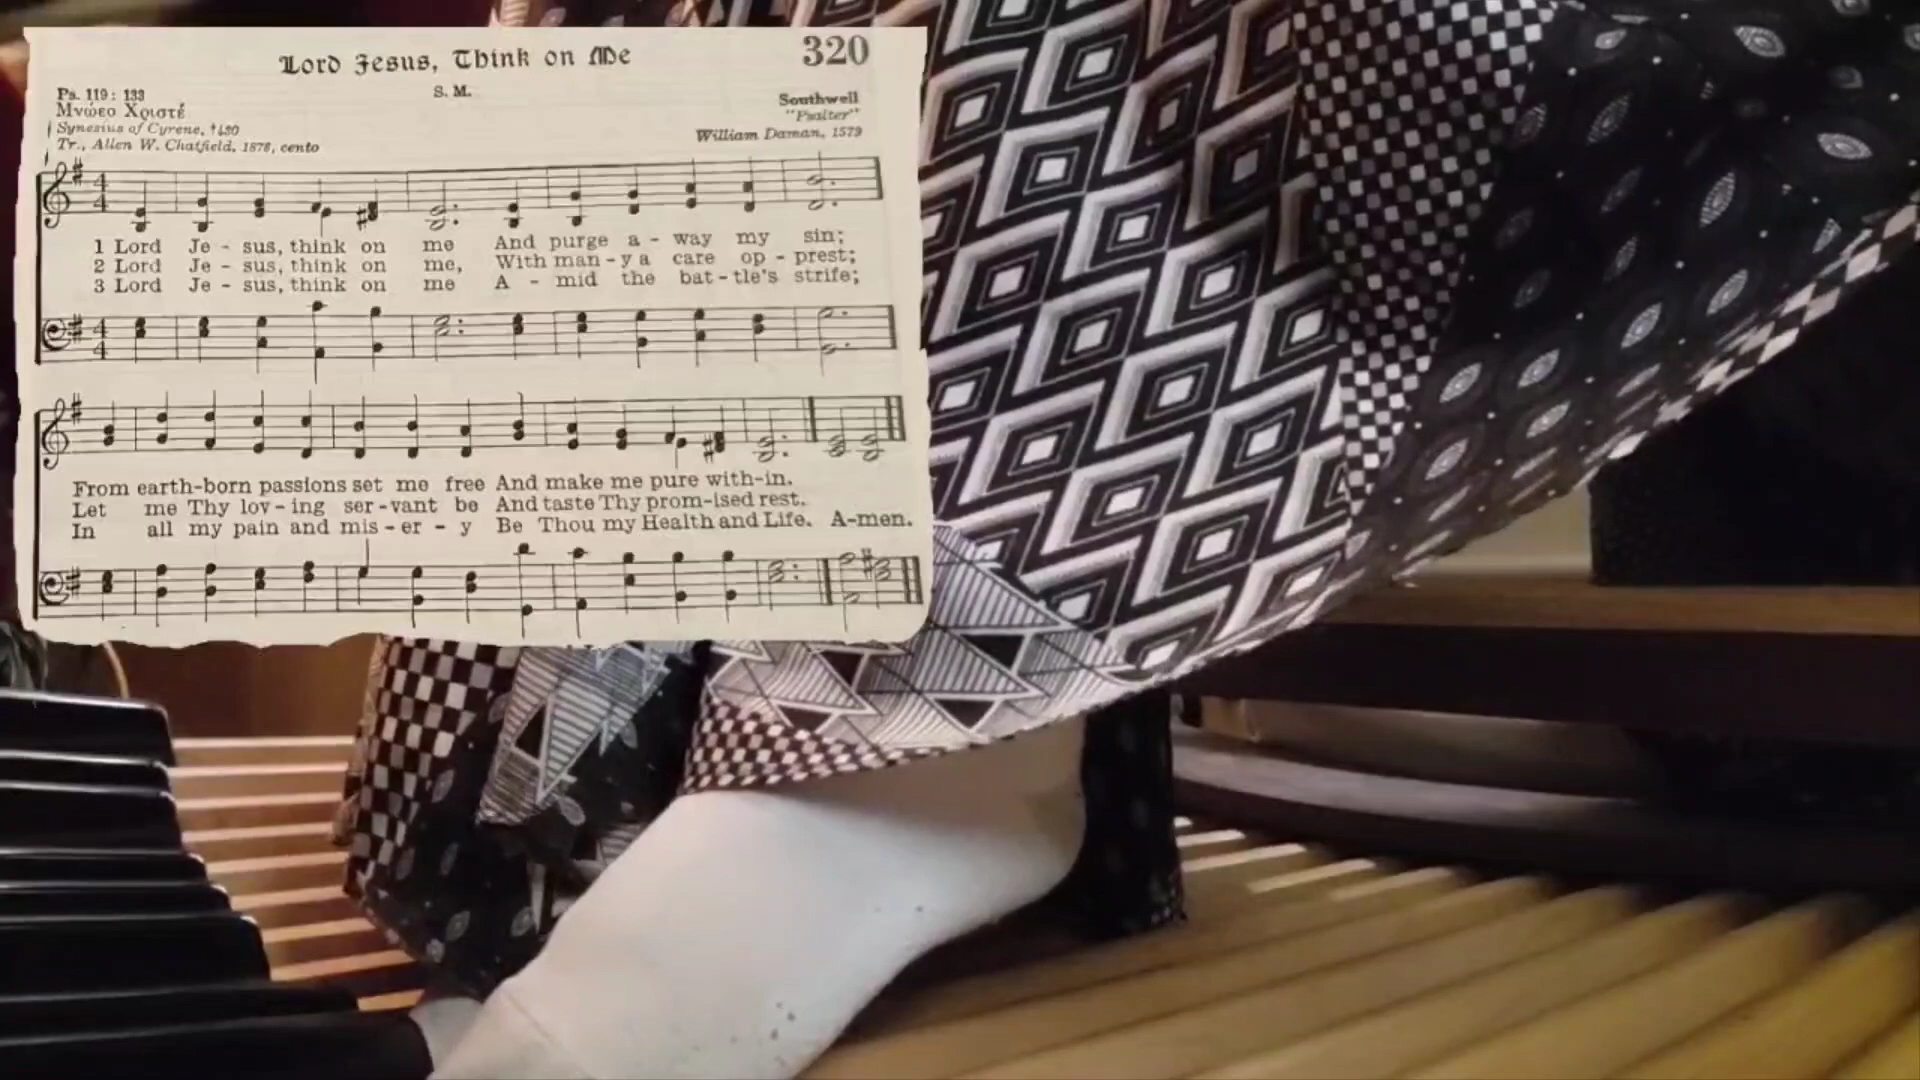 Lord Jesus, Think on Me
320
Ps. 119: 133
S. M.
Μνώεο Χριστέ
Southwell
"Psalter"
Synesius of Cyrene, †430
William Daman, 1579
Tr., Allen W. Chatfield, 1876, cento
1 Lord Je - sus, think on me And purge a - way my sin;
2 Lord Je - sus, think on me, With man - y a care op - prest;
3 Lord Je - sus, think on me A - mid the bat - tle's strife;
From earth-born passions set me free And make me pure with-in.
Let me Thy lov - ing ser - vant be And taste Thy prom-ised rest.
In all my pain and mis - er - y Be Thou my Health and Life. A-men.